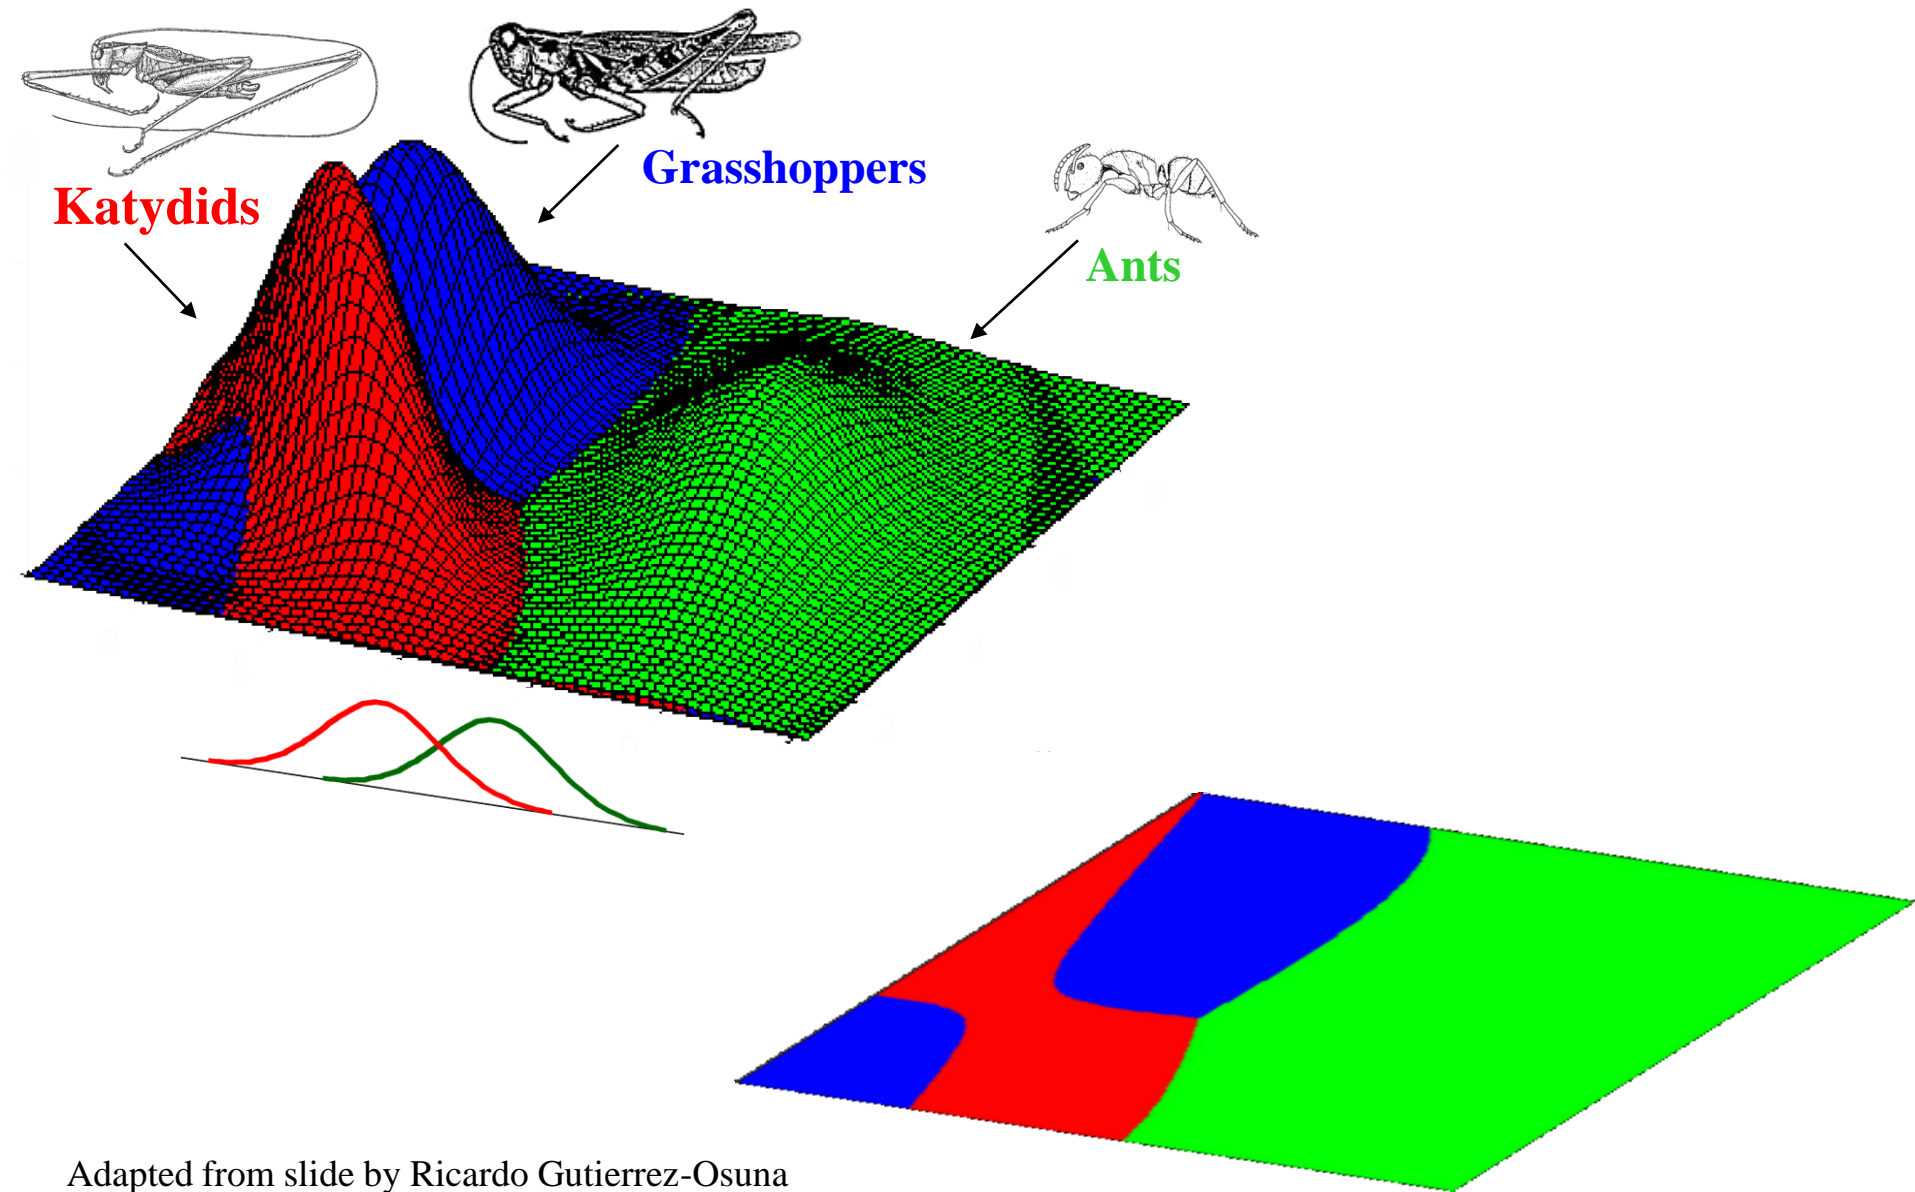 Grasshoppers
Katydids
Ants
Adapted from slide by Ricardo Gutierrez-Osuna